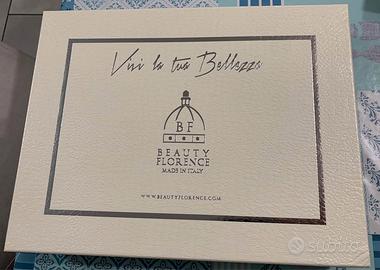 Vivi la tua Bellezza
BF
BEAUTY
FLORENCE
MADE IN ITALY
WWW.BEAUTYFLORENCE.COM
subito